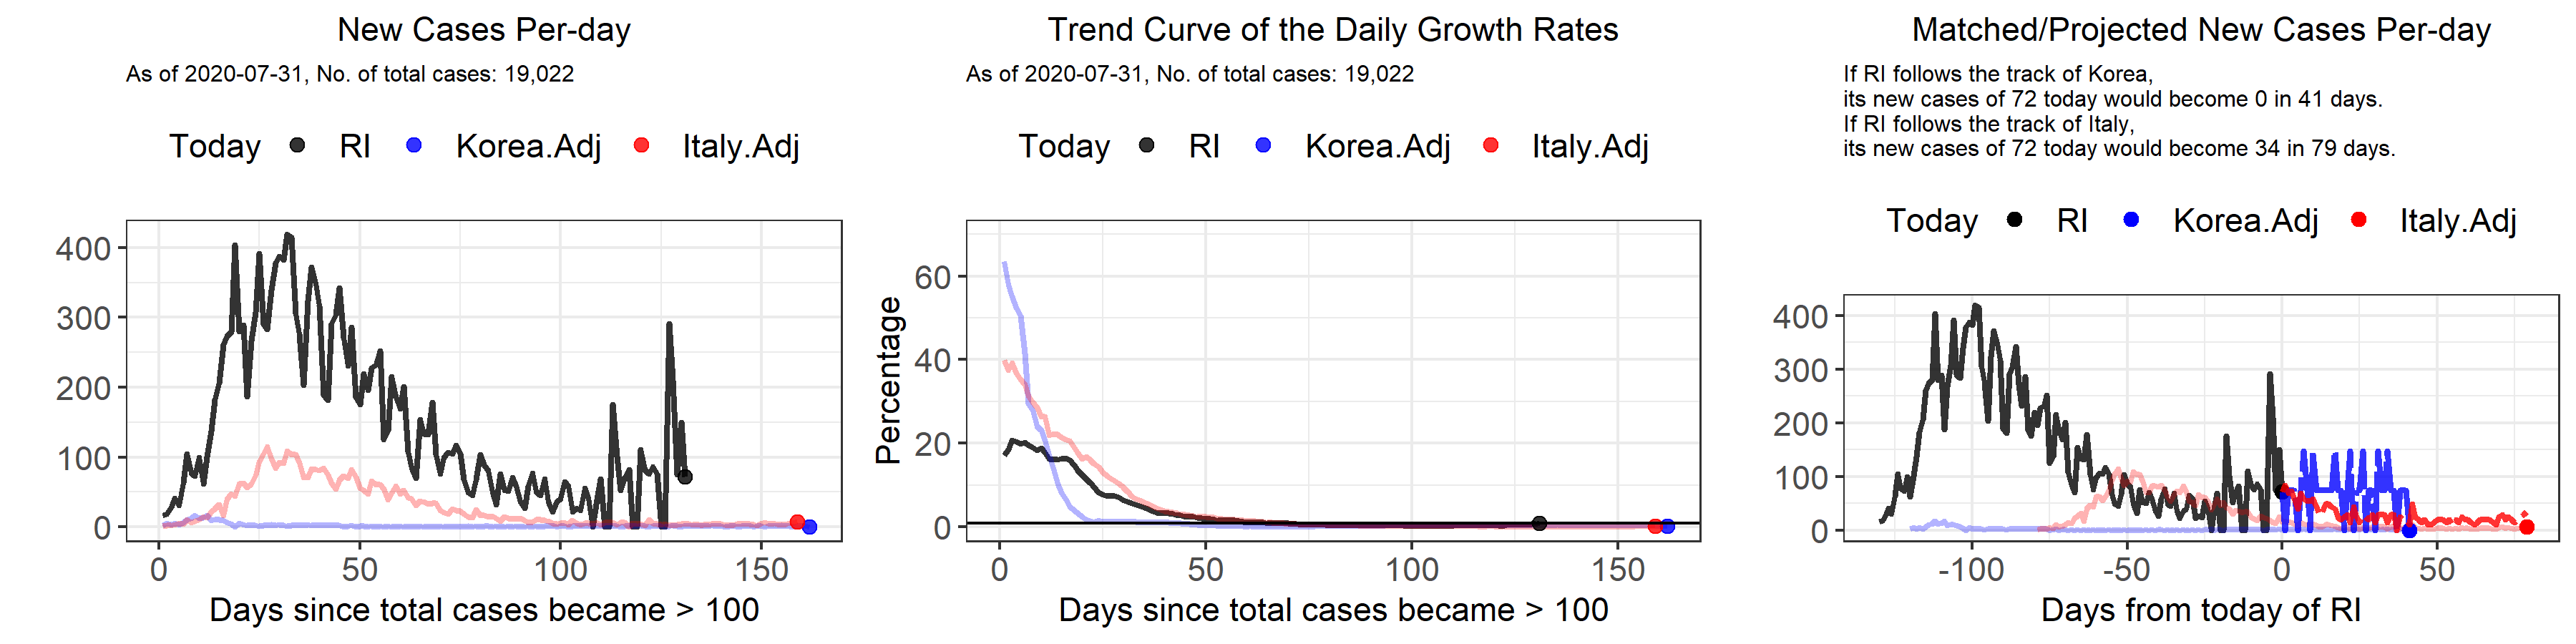 New Cases Per-day
As of 2020-07-31, No. of total cases: 19,022
Today RI Korea.Adj Italy.Adj
400
300
200
100
0
0 50 100 150
Days since total cases became > 100
Trend Curve of the Daily Growth Rates
As of 2020-07-31, No. of total cases: 19,022
Today RI Korea.Adj Italy.Adj
Percentage
60
40
20
0
0 50 100 150
Days since total cases became > 100
Matched/Projected New Cases Per-day
If RI follows the track of Korea,
its new cases of 72 today would become 0 in 41 days.
If RI follows the track of Italy,
its new cases of 72 today would become 34 in 79 days.
Today RI Korea.Adj Italy.Adj
400
300
200
100
0
-100 -50 0 50
Days from today of RI